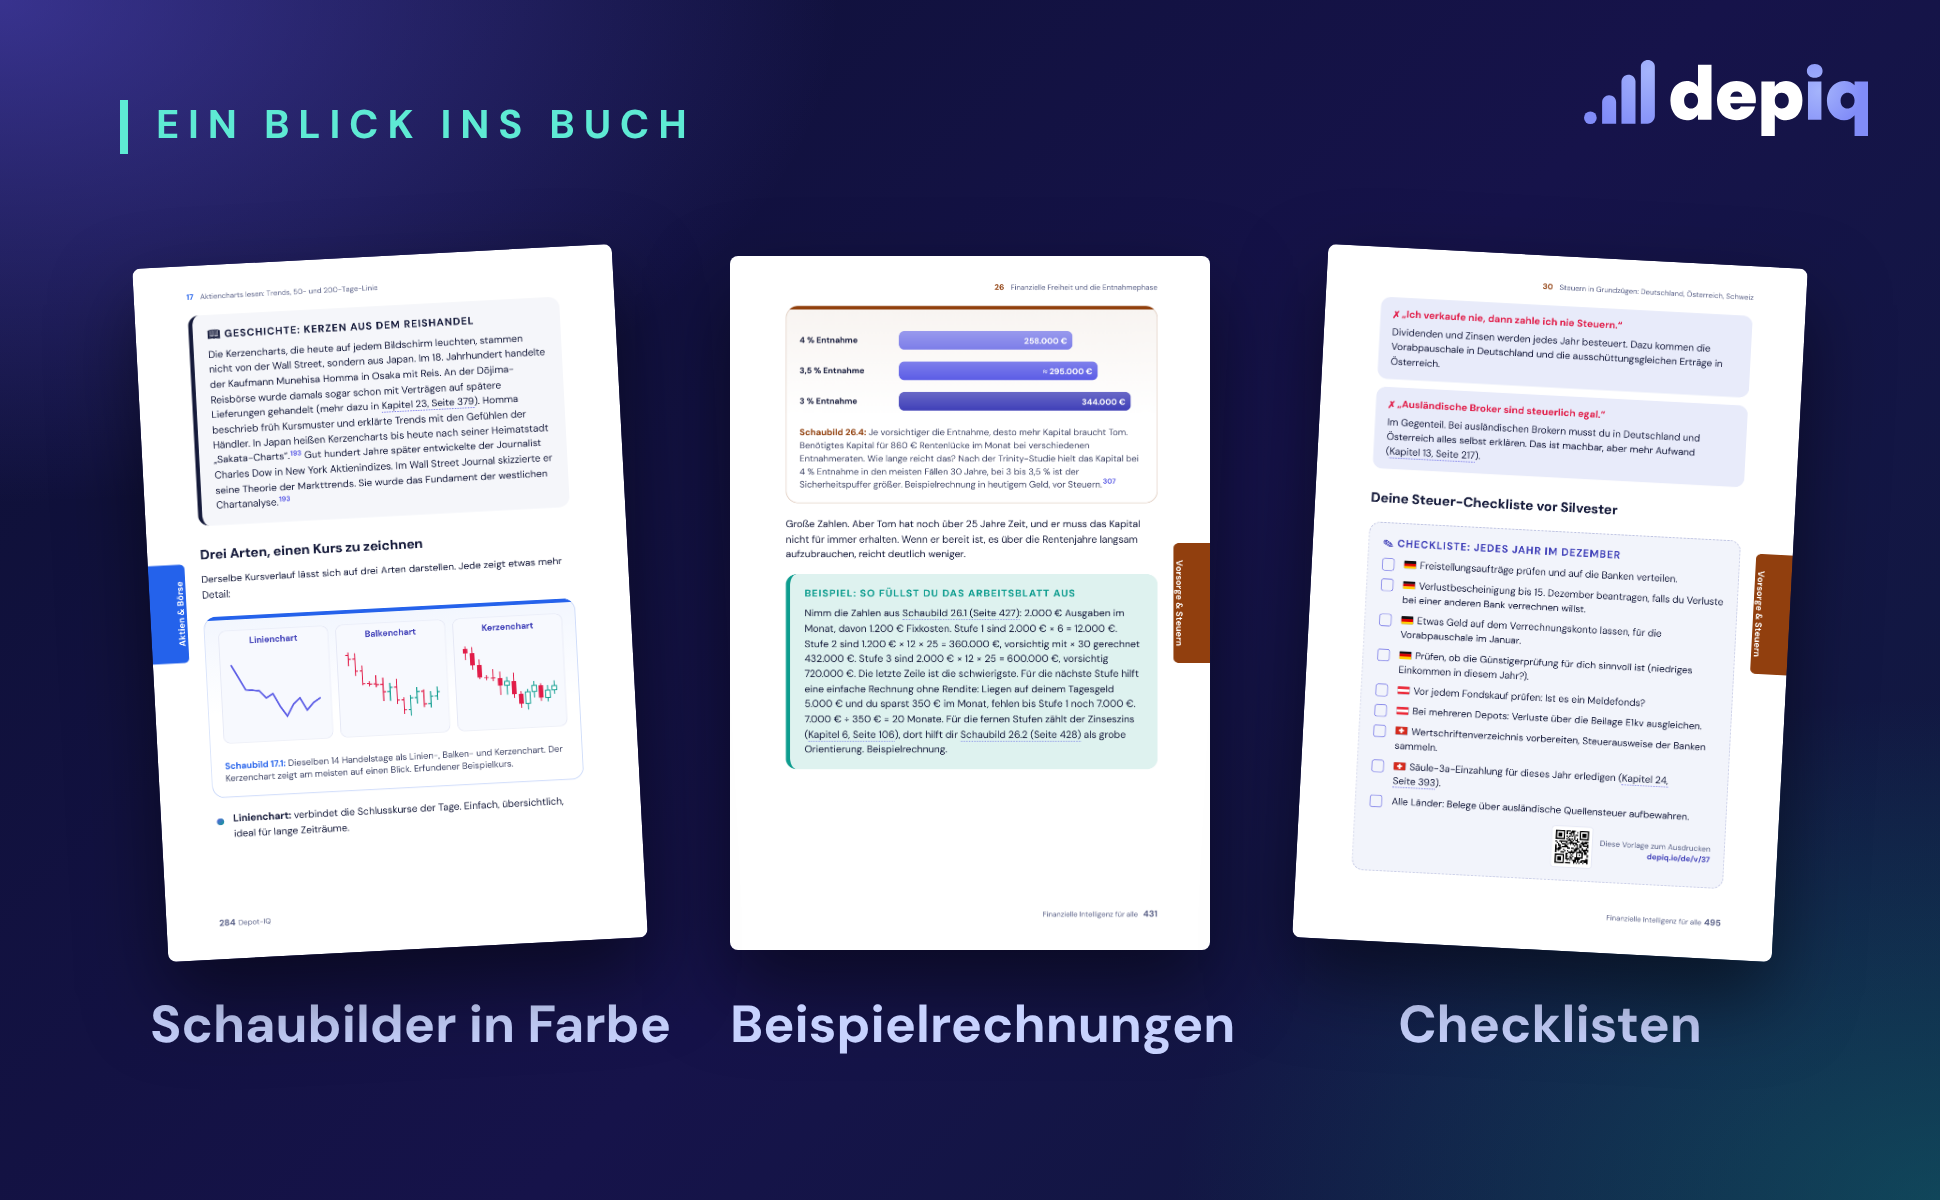 EIN BLICK INS BUCH
depiq
17 Aktiencharts lesen: Trends, 50- und 200-Tage-Linie
GESCHICHTE: KERZEN AUS DEM REISHANDEL
Die Kerzencharts, die heute auf jedem Bildschirm leuchten, stammen
nicht von der Wall Street, sondern aus Japan. Im 18. Jahrhundert handelte
der Kaufmann Munehisa Homma in Osaka mit Reis. An der Dōjima-
Reisbörse wurde damals sogar schon mit Verträgen auf spätere
Lieferungen gehandelt (mehr dazu in Kapitel 23, Seite 379). Homma
beschrieb früh Kursmuster und erklärte Trends mit den Gefühlen der
Händler. In Japan heißen Kerzencharts bis heute nach seiner Heimatstadt
„Sakata-Charts“.193 Gut hundert Jahre später entwickelte der Journalist
Charles Dow in New York Aktienindizes. Im Wall Street Journal skizzierte er
seine Theorie der Markttrends. Sie wurde das Fundament der westlichen
Chartanalyse.193
Drei Arten, einen Kurs zu zeichnen
Derselbe Kursverlauf lässt sich auf drei Arten darstellen. Jede zeigt etwas mehr
Detail:
Aktien & Börse
Linienchart
Balkenchart
Kerzenchart
Schaubild 17.1: Dieselben 14 Handelstage als Linien-, Balken- und Kerzenchart. Der
Kerzenchart zeigt am meisten auf einen Blick. Erfundener Beispielkurs.
Linienchart: verbindet die Schlusskurse der Tage. Einfach, übersichtlich,
ideal für lange Zeiträume.
284 Depot-IQ
26 Finanzielle Freiheit und die Entnahmephase
4 % Entnahme 258.000 €
3,5 % Entnahme ≈ 295.000 €
3 % Entnahme 344.000 €
Schaubild 26.4: Je vorsichtiger die Entnahme, desto mehr Kapital braucht Tom.
Benötigtes Kapital für 860 € Rentenlücke im Monat bei verschiedenen
Entnahmeraten. Wie lange reicht das? Nach der Trinity-Studie hielt das Kapital bei
4 % Entnahme in den meisten Fällen 30 Jahre, bei 3 bis 3,5 % ist der
Sicherheitspuffer größer. Beispielrechnung in heutigem Geld, vor Steuern.307
Große Zahlen. Aber Tom hat noch über 25 Jahre Zeit, und er muss das Kapital
nicht für immer erhalten. Wenn er bereit ist, es über die Rentenjahre langsam
aufzubrauchen, reicht deutlich weniger.
BEISPIEL: SO FÜLLST DU DAS ARBEITSBLATT AUS
Nimm die Zahlen aus Schaubild 26.1 (Seite 427): 2.000 € Ausgaben im
Monat, davon 1.200 € Fixkosten. Stufe 1 sind 2.000 € × 6 = 12.000 €.
Stufe 2 sind 1.200 € × 12 × 25 = 360.000 €, vorsichtig mit × 30 gerechnet
432.000 €. Stufe 3 sind 2.000 € × 12 × 25 = 600.000 €, vorsichtig
720.000 €. Die letzte Zeile ist die schwierigste. Für die nächste Stufe hilft
eine einfache Rechnung ohne Rendite: Liegen auf deinem Tagesgeld
5.000 € und du sparst 350 € im Monat, fehlen bis Stufe 1 noch 7.000 €.
7.000 € ÷ 350 € = 20 Monate. Für die fernen Stufen zählt der Zinseszins
(Kapitel 6, Seite 106), dort hilft dir Schaubild 26.2 (Seite 428) als grobe
Orientierung. Beispielrechnung.
Vorsorge & Steuern
Finanzielle Intelligenz für alle 431
30 Steuern in Grundzügen: Deutschland, Österreich, Schweiz
✗ „Ich verkaufe nie, dann zahle ich nie Steuern.“
Dividenden und Zinsen werden jedes Jahr besteuert. Dazu kommen die
Vorabpauschale in Deutschland und die ausschüttungsgleichen Erträge in
Österreich.
✗ „Ausländische Broker sind steuerlich egal.“
Im Gegenteil. Bei ausländischen Brokern musst du in Deutschland und
Österreich alles selbst erklären. Das ist machbar, aber mehr Aufwand
(Kapitel 13, Seite 217).
Deine Steuer-Checkliste vor Silvester
CHECKLISTE: JEDES JAHR IM DEZEMBER
Freistellungsaufträge prüfen und auf die Banken verteilen.
Verlustbescheinigung bis 15. Dezember beantragen, falls du Verluste
bei einer anderen Bank verrechnen willst.
Etwas Geld auf dem Verrechnungskonto lassen, für die
Vorabpauschale im Januar.
Prüfen, ob die Günstigerprüfung für dich sinnvoll ist (niedriges
Einkommen in diesem Jahr?).
Vor jedem Fondskauf prüfen: Ist es ein Meldefonds?
Bei mehreren Depots: Verluste über die Beilage E1kv ausgleichen.
Wertschriftenverzeichnis vorbereiten, Steuerausweise der Banken
sammeln.
Säule-3a-Einzahlung für dieses Jahr erledigen (Kapitel 24,
Seite 393).
Alle Länder: Belege über ausländische Quellensteuer aufbewahren.
Diese Vorlage zum Ausdrucken
depiq.io/de/v/37
Vorsorge & Steuern
Finanzielle Intelligenz für alle 495
Schaubilder in Farbe
Beispielrechnungen
Checklisten